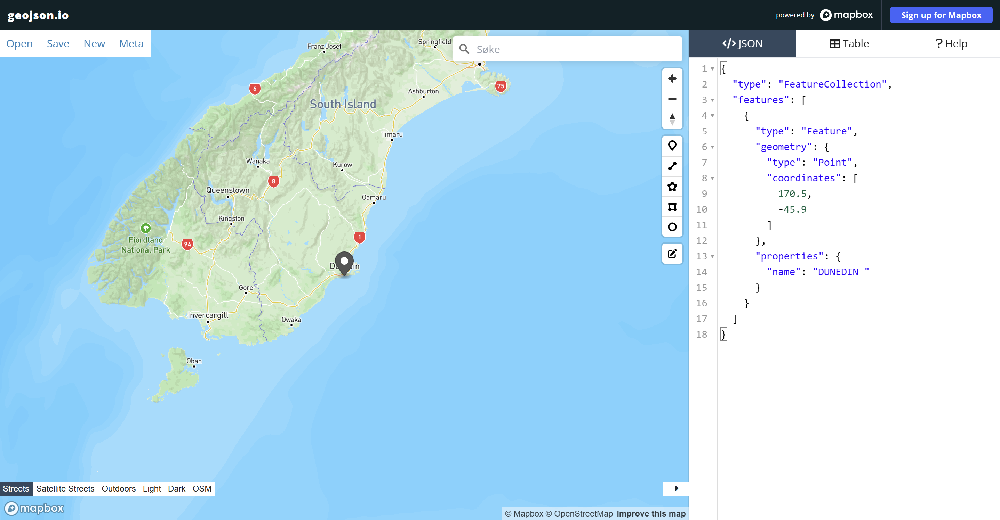 geojson.io
powered by mapbox
Sign up for Mapbox
Open Save New Meta
Søke
JSON
Table
? Help
Franz Josef
Springfield
6
75
Ashburton
South Island
Timaru
Wānaka
Kurow
8
Queenstown
Oamaru
Kingston
Fiordland
National Park
94
1
Gore
Invercargill
Owaka
Oban
1 {
2 "type": "FeatureCollection",
3 "features": [
4 {
5 "type": "Feature",
6 "geometry": {
7 "type": "Point",
8 "coordinates": [
9 170.5,
10 -45.9
11 ]
12 },
13 "properties": {
14 "name": "DUNEDIN "
15 }
16 }
17 ]
18 }
Streets Satellite Streets Outdoors Light Dark OSM
mapbox
© Mapbox © OpenStreetMap Improve this map